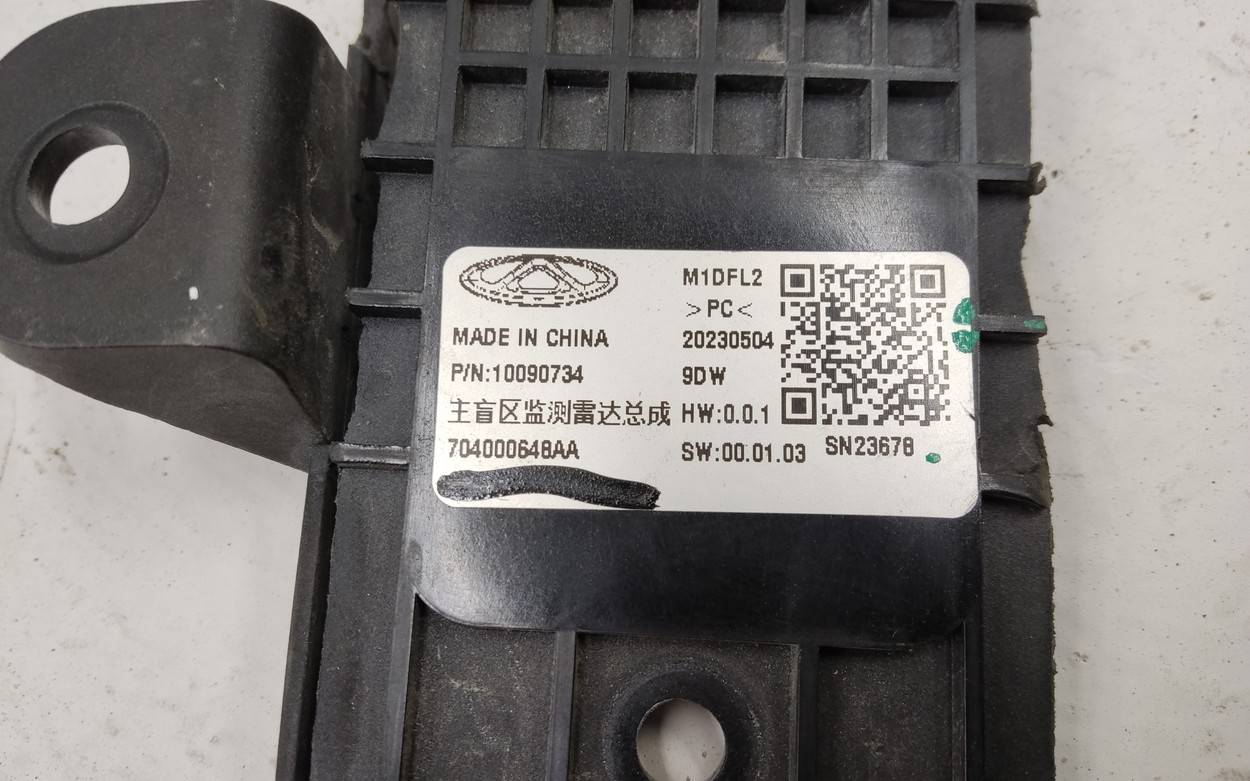 MADE IN CHINA
P/N:10090734
主盲区监测雷达总成
704000648AA
M1DFL2
>PC<
20230504
9DW
HW:0.0.1
SW:00.01.03
SN23678